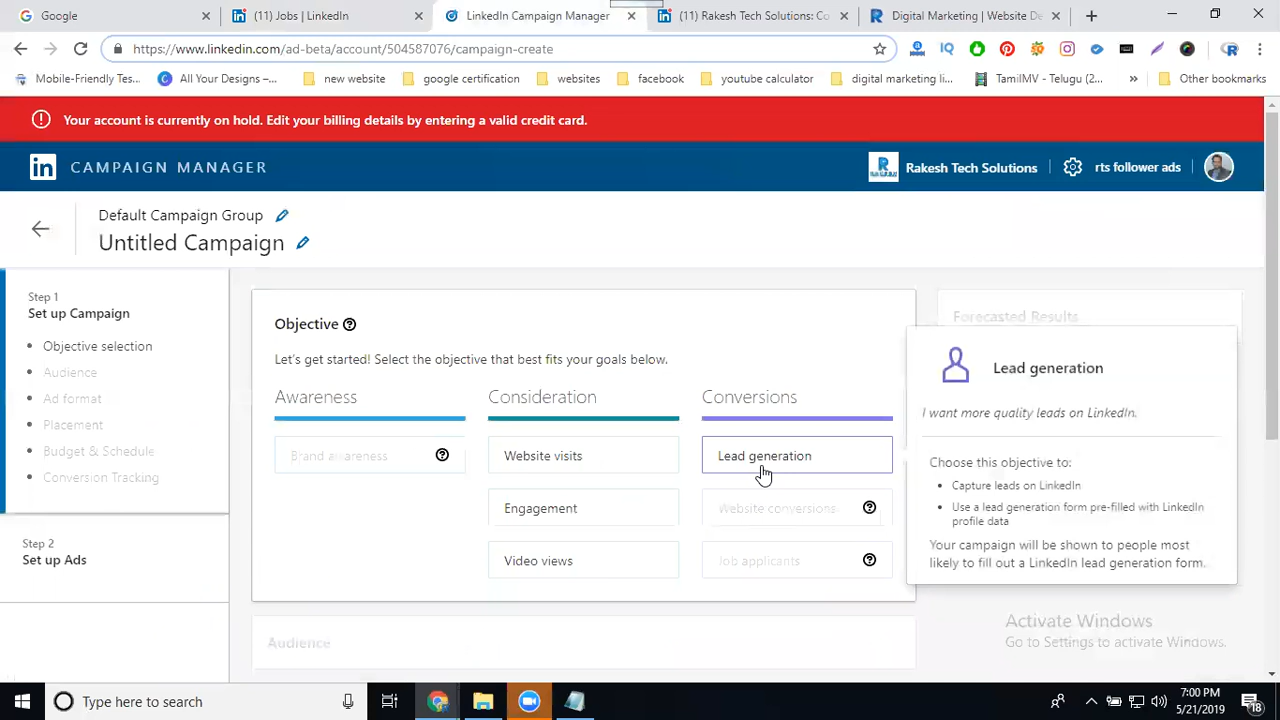 Google
(11) Jobs | LinkedIn
LinkedIn Campaign Manager
(11) Rakesh Tech Solutions: Co
Digital Marketing | Website De
https://www.linkedin.com/ad-beta/account/504587076/campaign-create
Mobile-Friendly Tes...
All Your Designs –...
new website
google certification
websites
facebook
youtube calculator
digital marketing li...
TamilMV - Telugu (2...
»
Other bookmarks
Your account is currently on hold. Edit your billing details by entering a valid credit card.
in CAMPAIGN MANAGER
Rakesh Tech Solutions
rts follower ads
Default Campaign Group
Untitled Campaign
Step 1
Set up Campaign
Objective selection
Audience
Ad format
Placement
Budget & Schedule
Conversion Tracking
Step 2
Set up Ads
Objective
Let's get started! Select the objective that best fits your goals below.
Awareness
Consideration
Conversions
Brand awareness
Website visits
Lead generation
Engagement
Website conversions
Video views
Job applicants
Audience
Forecasted Results
Lead generation
I want more quality leads on LinkedIn.
Choose this objective to:
Capture leads on LinkedIn
Use a lead generation form pre-filled with LinkedIn
profile data
Your campaign will be shown to people most
likely to fill out a LinkedIn lead generation form.
Activate Windows
Go to Settings to activate Windows.
Type here to search
7:00 PM
5/21/2019
18